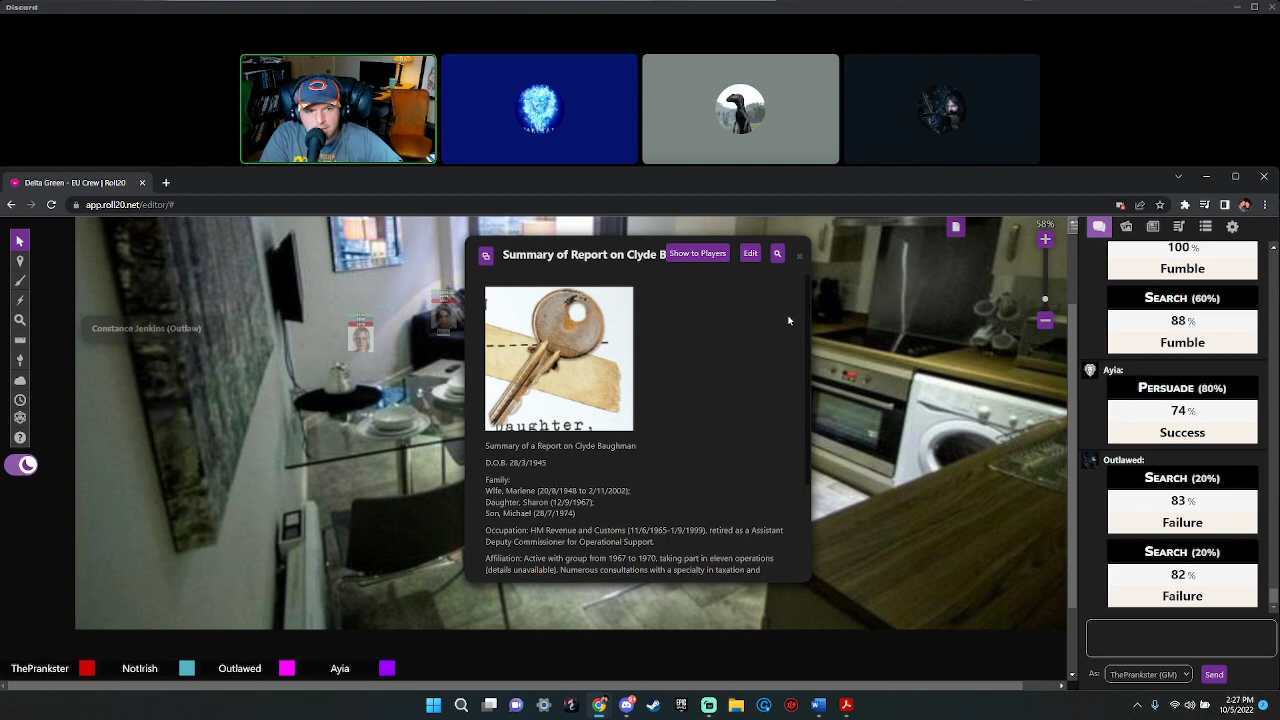 Discord
Delta Green - EU Crew | Roll20
app.roll20.net/editor/#
58%
Summary of Report on Clyde B
Show to Players
Edit
Constance Jenkins (Outlaw)
daughter,
Summary of a Report on Clyde Baughman
D.O.B. 28/3/1945
Family:
Wife, Marlene (20/8/1948 to 2/11/2002);
Daughter, Sharon (12/9/1967);
Son, Michael (28/7/1974)
Occupation: HM Revenue and Customs (11/6/1965-1/9/1999), retired as a Assistant
Deputy Commissioner for Operational Support.
Affiliation: Active with group from 1967 to 1970, taking part in eleven operations
(details unavailable). Numerous consultations with a specialty in taxation and
100 %
Fumble
SEARCH (60%)
88 %
Fumble
Ayia:
PERSUADE (80%)
74 %
Success
Outlawed:
SEARCH (20%)
83 %
Failure
SEARCH (20%)
82 %
Failure
As:
ThePrankster (GM)
Send
ThePrankster
NotIrish
Outlawed
Ayia
2:27 PM
10/9/2022